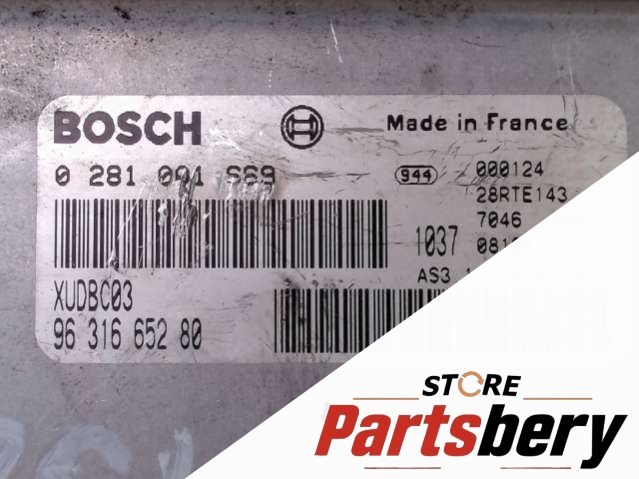 BOSCH
Made in France
0 281 001 669
944
000124
28RTE143
7046
1037
AS3
XUDBC03
96 316 652 80
STORE
Partsbery